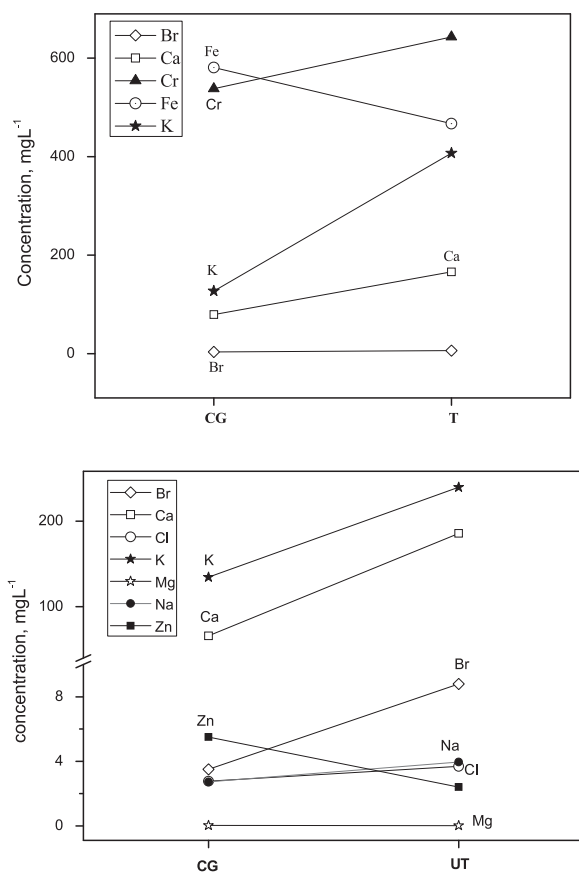 Br
Ca
Cr
Fe
K
600
400
200
0
Concentration, mgL⁻¹
Fe
Cr
K
Br
Ca
CG
T
Br
Ca
Cl
K
Mg
Na
Zn
200
100
8
4
0
concentration, mgL⁻¹
K
Ca
Zn
Br
Na
Cl
Mg
CG
UT